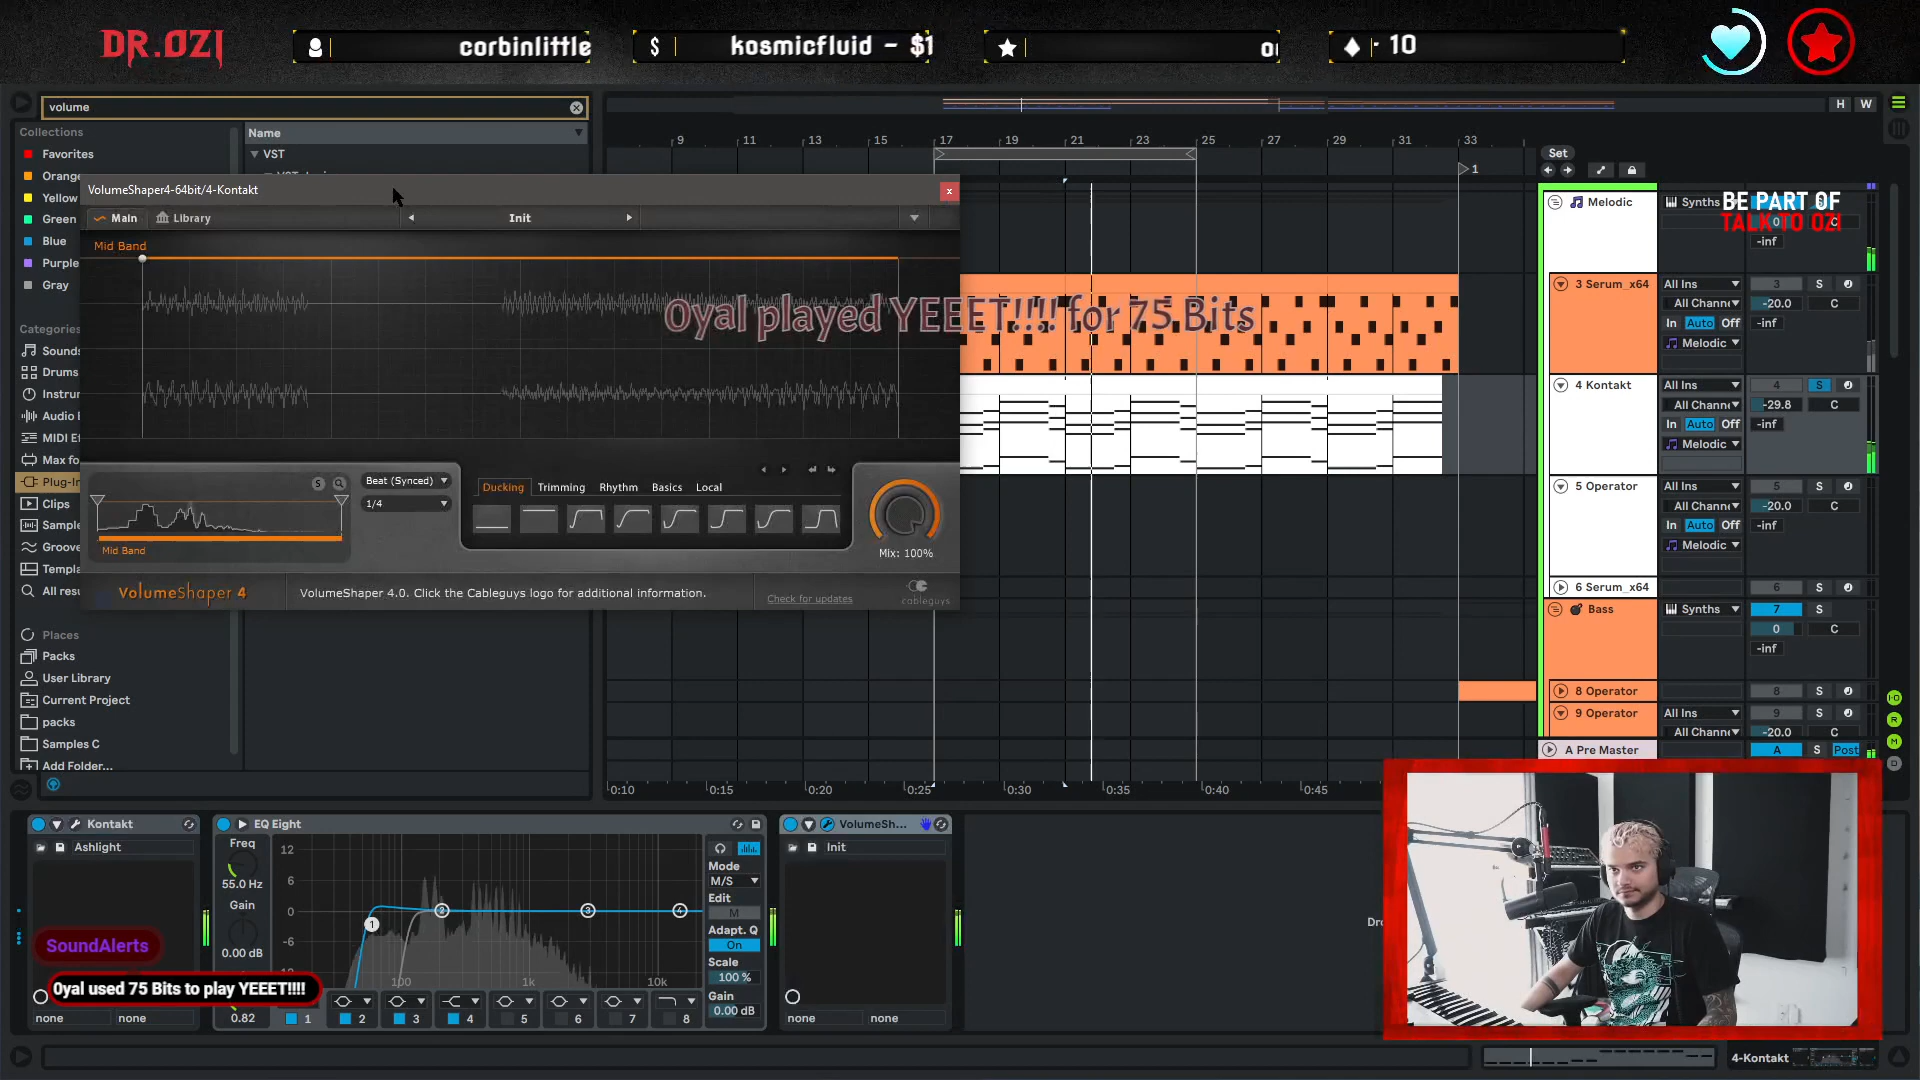 DR.OZI
corbinlittle
$
kosmicfluid - $1
10
volume
H
W
Collections
Favorites
Orang
Yellow
Green
Blue
Purple
Gray
Name
VST
9
11
13
15
17
19
21
23
25
27
29
31
33
Set
1
VolumeShaper4-64bit/4-Kontakt
x
Main
Library
Init
Mid Band
0yal played YEEET!!!! for 75 Bits
BE PART OF
TALK TO OZI
Categories
Sounds
Drums
Instrur
Audio E
MIDI Ef
Max fo
Plug-In
Clips
Sample
Groove
Templa
All resu
Places
Packs
User Library
Current Project
packs
Samples C
Add Folder...
S
Beat (Synced)
1/4
Mid Band
Ducking
Trimming
Rhythm
Basics
Local
Mix: 100%
VolumeShaper 4
VolumeShaper 4.0. Click the Cableguys logo for additional information.
Check for updates
cableguys
Melodic
Synths
-inf
3 Serum_x64
All Ins
3
S
All Channe
-20.0
C
In
Auto
Off
-inf
Melodic
4 Kontakt
All Ins
4
S
All Channe
-29.8
C
In
Auto
Off
-inf
Melodic
5 Operator
All Ins
5
S
All Channe
-20.0
C
In
Auto
Off
-inf
Melodic
6 Serum_x64
6
S
Bass
Synths
7
S
0
C
-inf
8 Operator
8
S
9 Operator
All Ins
9
S
All Channe
-20.0
C
A Pre Master
A
S
Post
0:10
0:15
0:20
0:25
0:30
0:35
0:40
0:45
Kontakt
Ashlight
none
none
EQ Eight
Freq
55.0 Hz
Gain
0.00 dB
0.82
12
6
0
-6
100
1k
10k
1
2
3
4
1
2
3
4
5
6
7
8
Mode
M/S
Edit
M
Adapt. Q
On
Scale
100 %
Gain
0.00 dB
VolumeSh...
Init
none
none
SoundAlerts
0yal used 75 Bits to play YEEET!!!!
4-Kontakt